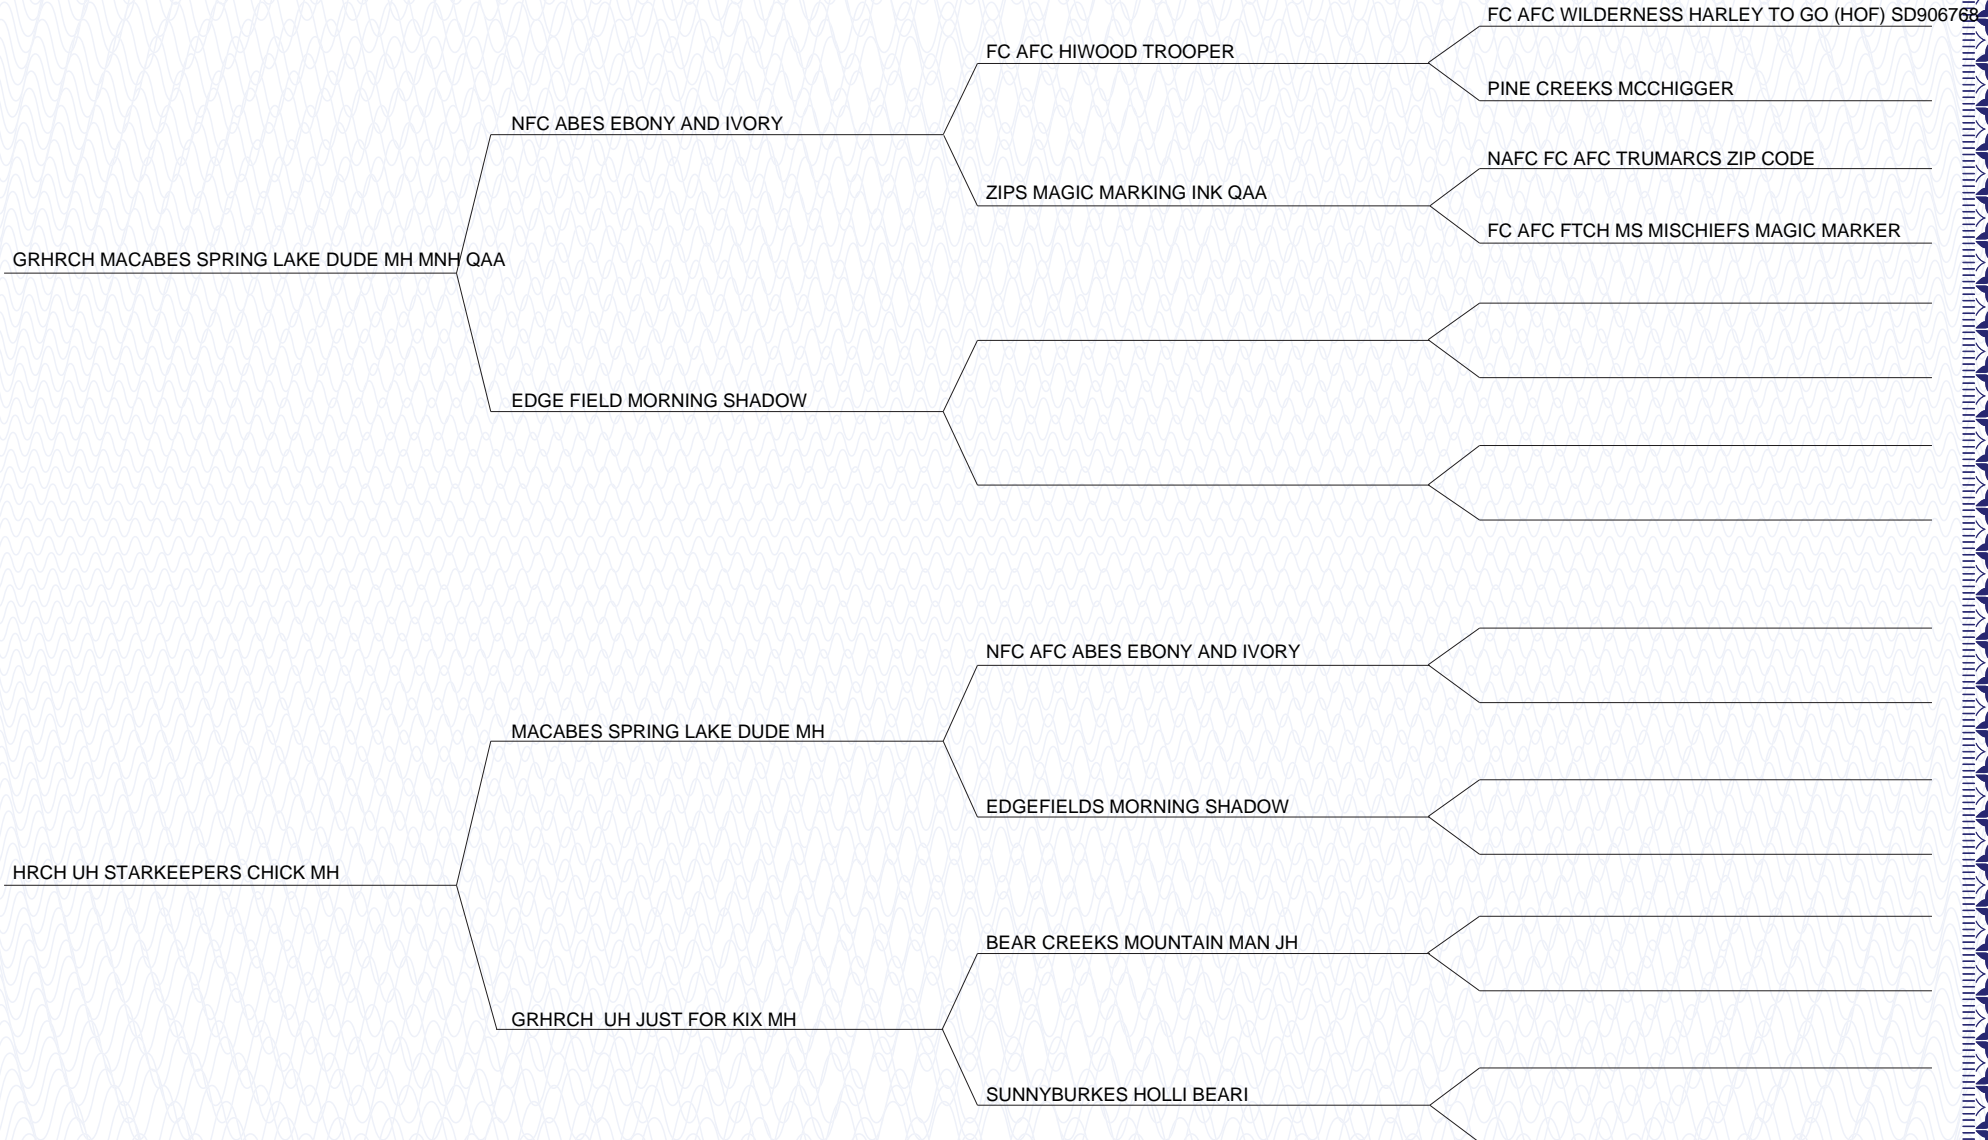 FC AFC WILDERNESS HARLEY TO GO (HOF) SD906768
FC AFC HIWOOD TROOPER
PINE CREEKS MCCHIGGER
NFC ABES EBONY AND IVORY
NAFC FC AFC TRUMARCS ZIP CODE
ZIPS MAGIC MARKING INK QAA
FC AFC FTCH MS MISCHIEFS MAGIC MARKER
GRHRCH MACABES SPRING LAKE DUDE MH MNH QAA
EDGE FIELD MORNING SHADOW
NFC AFC ABES EBONY AND IVORY
MACABES SPRING LAKE DUDE MH
EDGEFIELDS MORNING SHADOW
HRCH UH STARKEEPERS CHICK MH
BEAR CREEKS MOUNTAIN MAN JH
GRHRCH  UH JUST FOR KIX MH
SUNNYBURKES HOLLI BEARI